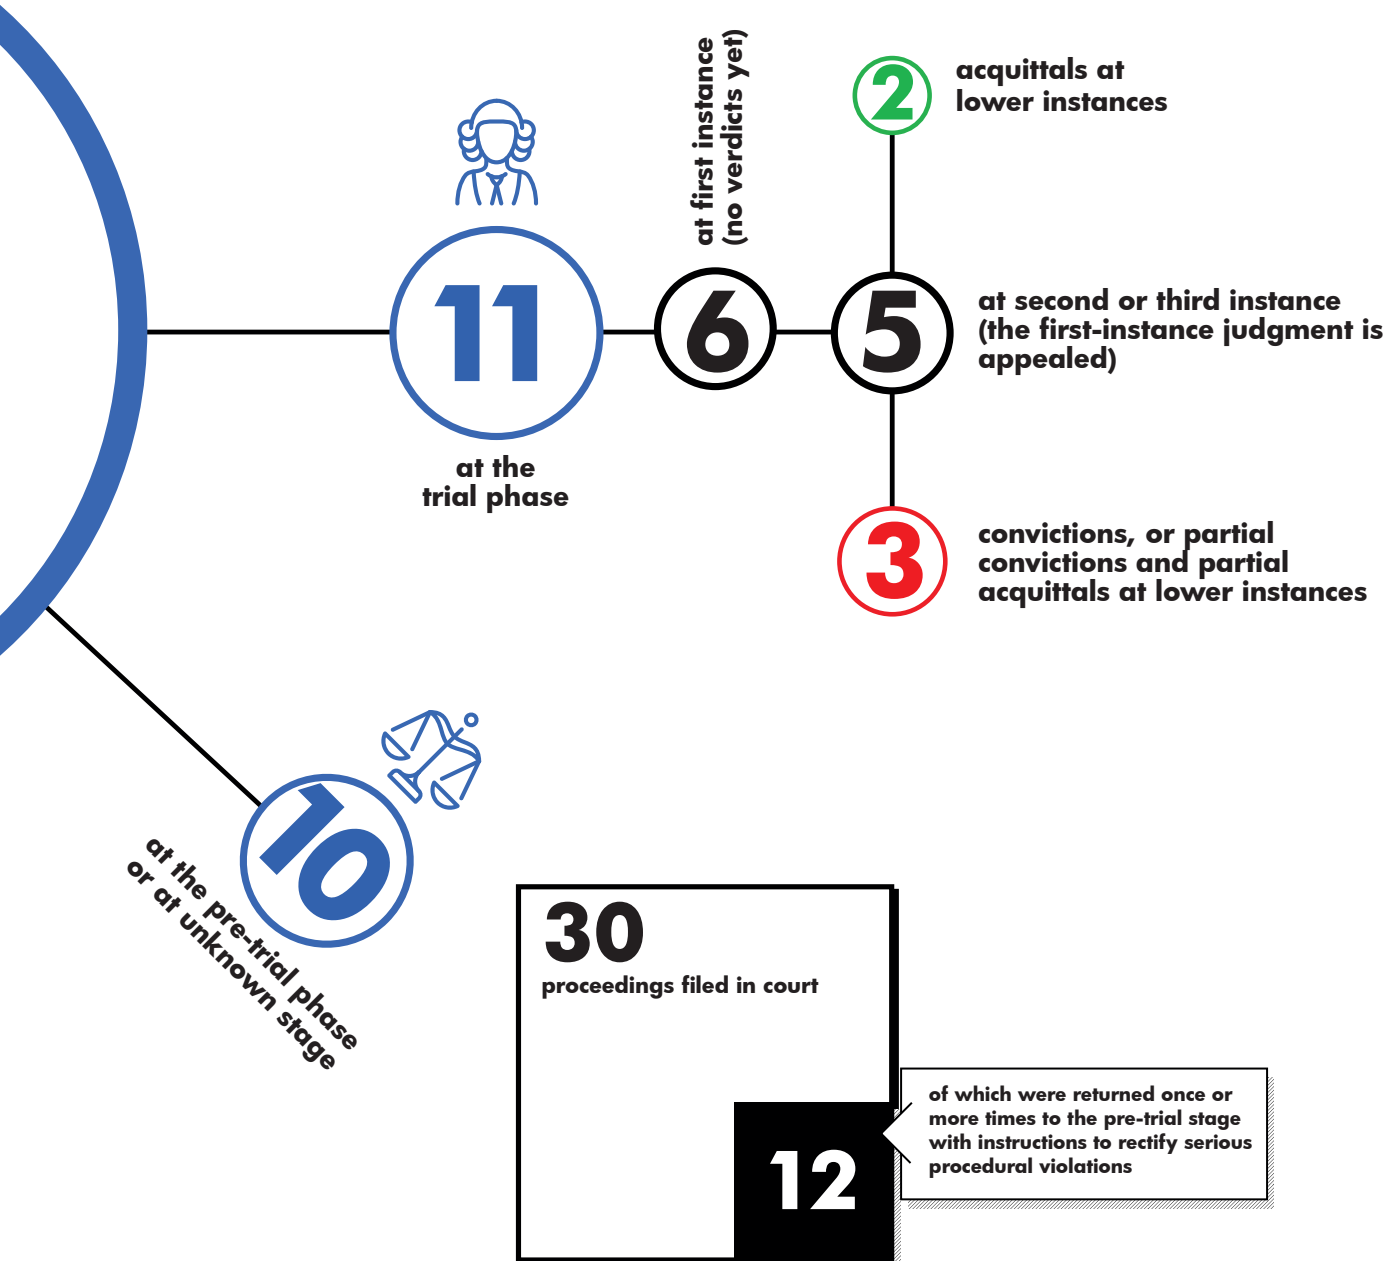 2
acquittals at
lower instances
at first instance
(no verdicts yet)
11
6
5
at second or third instance
(the first-instance judgment is
appealed)
at the
trial phase
3
convictions, or partial
convictions and partial
acquittals at lower instances
10
at the pre-trial phase
or at unknown stage
30
proceedings filed in court
12
of which were returned once or
more times to the pre-trial stage
with instructions to rectify serious
procedural violations